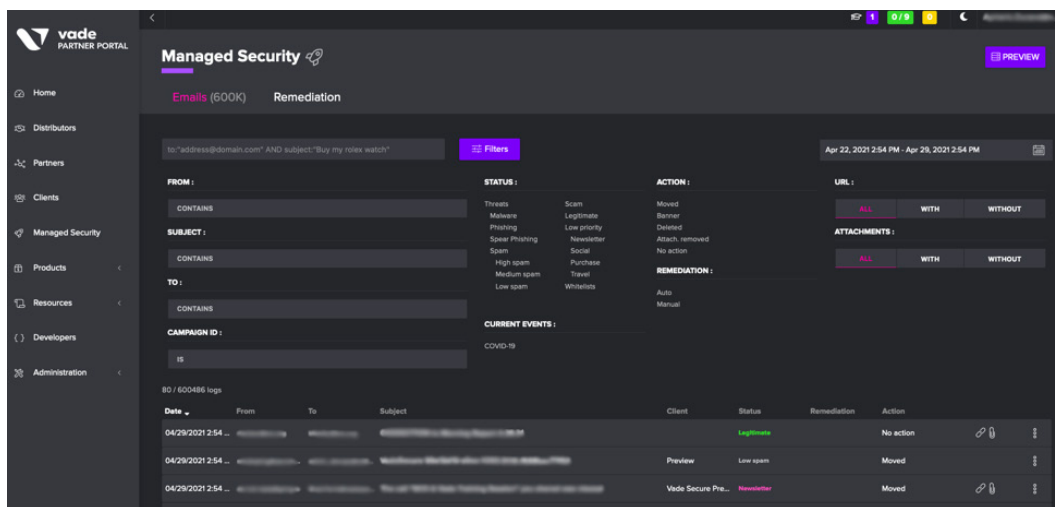 vade
PARTNER PORTAL
1 0 / 9 0
Managed Security
PREVIEW
Emails (600K) Remediation
Home
Distributors
Partners
Clients
Managed Security
Products
Resources
Developers
Administration
to:"address@domain.com" AND subject:"Buy my rolex watch"
Filters
Apr 22, 2021 2:54 PM - Apr 29, 2021 2:54 PM
FROM :
CONTAINS
SUBJECT :
CONTAINS
TO :
CONTAINS
CAMPAIGN ID :
IS
STATUS :
Threats
Malware
Phishing
Spear Phishing
Spam
High spam
Medium spam
Low spam
Scam
Legitimate
Low priority
Newsletter
Social
Purchase
Travel
Whitelists
CURRENT EVENTS :
COVID-19
ACTION :
Moved
Banner
Deleted
Attach. removed
No action
REMEDIATION :
Auto
Manual
URL :
ALL WITH WITHOUT
ATTACHMENTS :
ALL WITH WITHOUT
80 / 600486 logs
Date From To Subject Client Status Remediation Action
04/29/2021 2:54 ... Legitimate No action
04/29/2021 2:54 ... Preview Low spam Moved
04/29/2021 2:54 ... Vade Secure Pre... Newsletter Moved